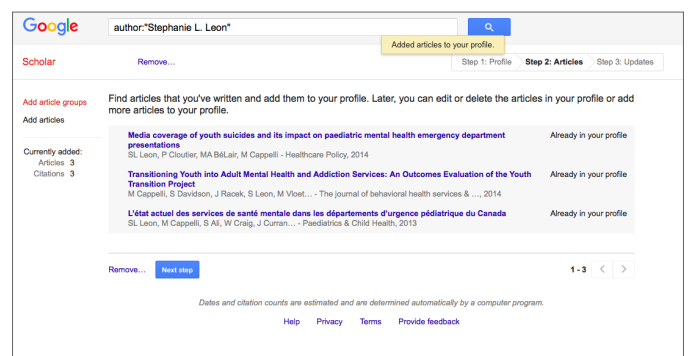 Google
author:"Stephanie L. Leon"
Added articles to your profile.
Scholar
Remove…
Step 1: Profile
Step 2: Articles
Step 3: Updates
Add article groups
Add articles
Currently added:
Articles 3
Citations 3
Find articles that you've written and add them to your profile. Later, you can edit or delete the articles in your profile or add
more articles to your profile.
Media coverage of youth suicides and its impact on paediatric mental health emergency department
presentations
SL Leon, P Cloutier, MA BéLair, M Cappelli - Healthcare Policy, 2014
Already in your profile
Transitioning Youth into Adult Mental Health and Addiction Services: An Outcomes Evaluation of the Youth
Transition Project
M Cappelli, S Davidson, J Racek, S Leon, M Vloet… - The journal of behavioral health services & …, 2014
Already in your profile
L'état actuel des services de santé mentale dans les départements d'urgence pédiatrique du Canada
SL Leon, M Cappelli, S Ali, W Craig, J Curran… - Paediatrics & Child Health, 2013
Already in your profile
Remove…
Next step
1 - 3
Dates and citation counts are estimated and are determined automatically by a computer program.
Help Privacy Terms Provide feedback